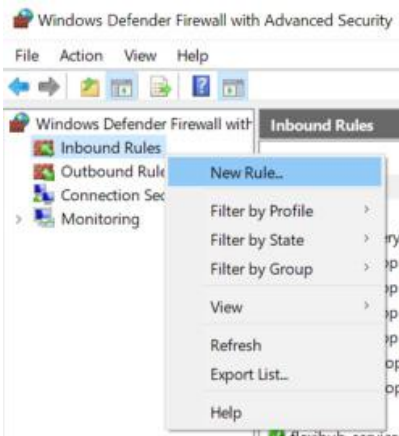 Windows Defender Firewall with Advanced Security
File Action View Help
Windows Defender Firewall with
Inbound Rules
Inbound Rules
Outbound Rule
Connection Sec
Monitoring
New Rule...
Filter by Profile
Filter by State
Filter by Group
View
Refresh
Export List...
Help